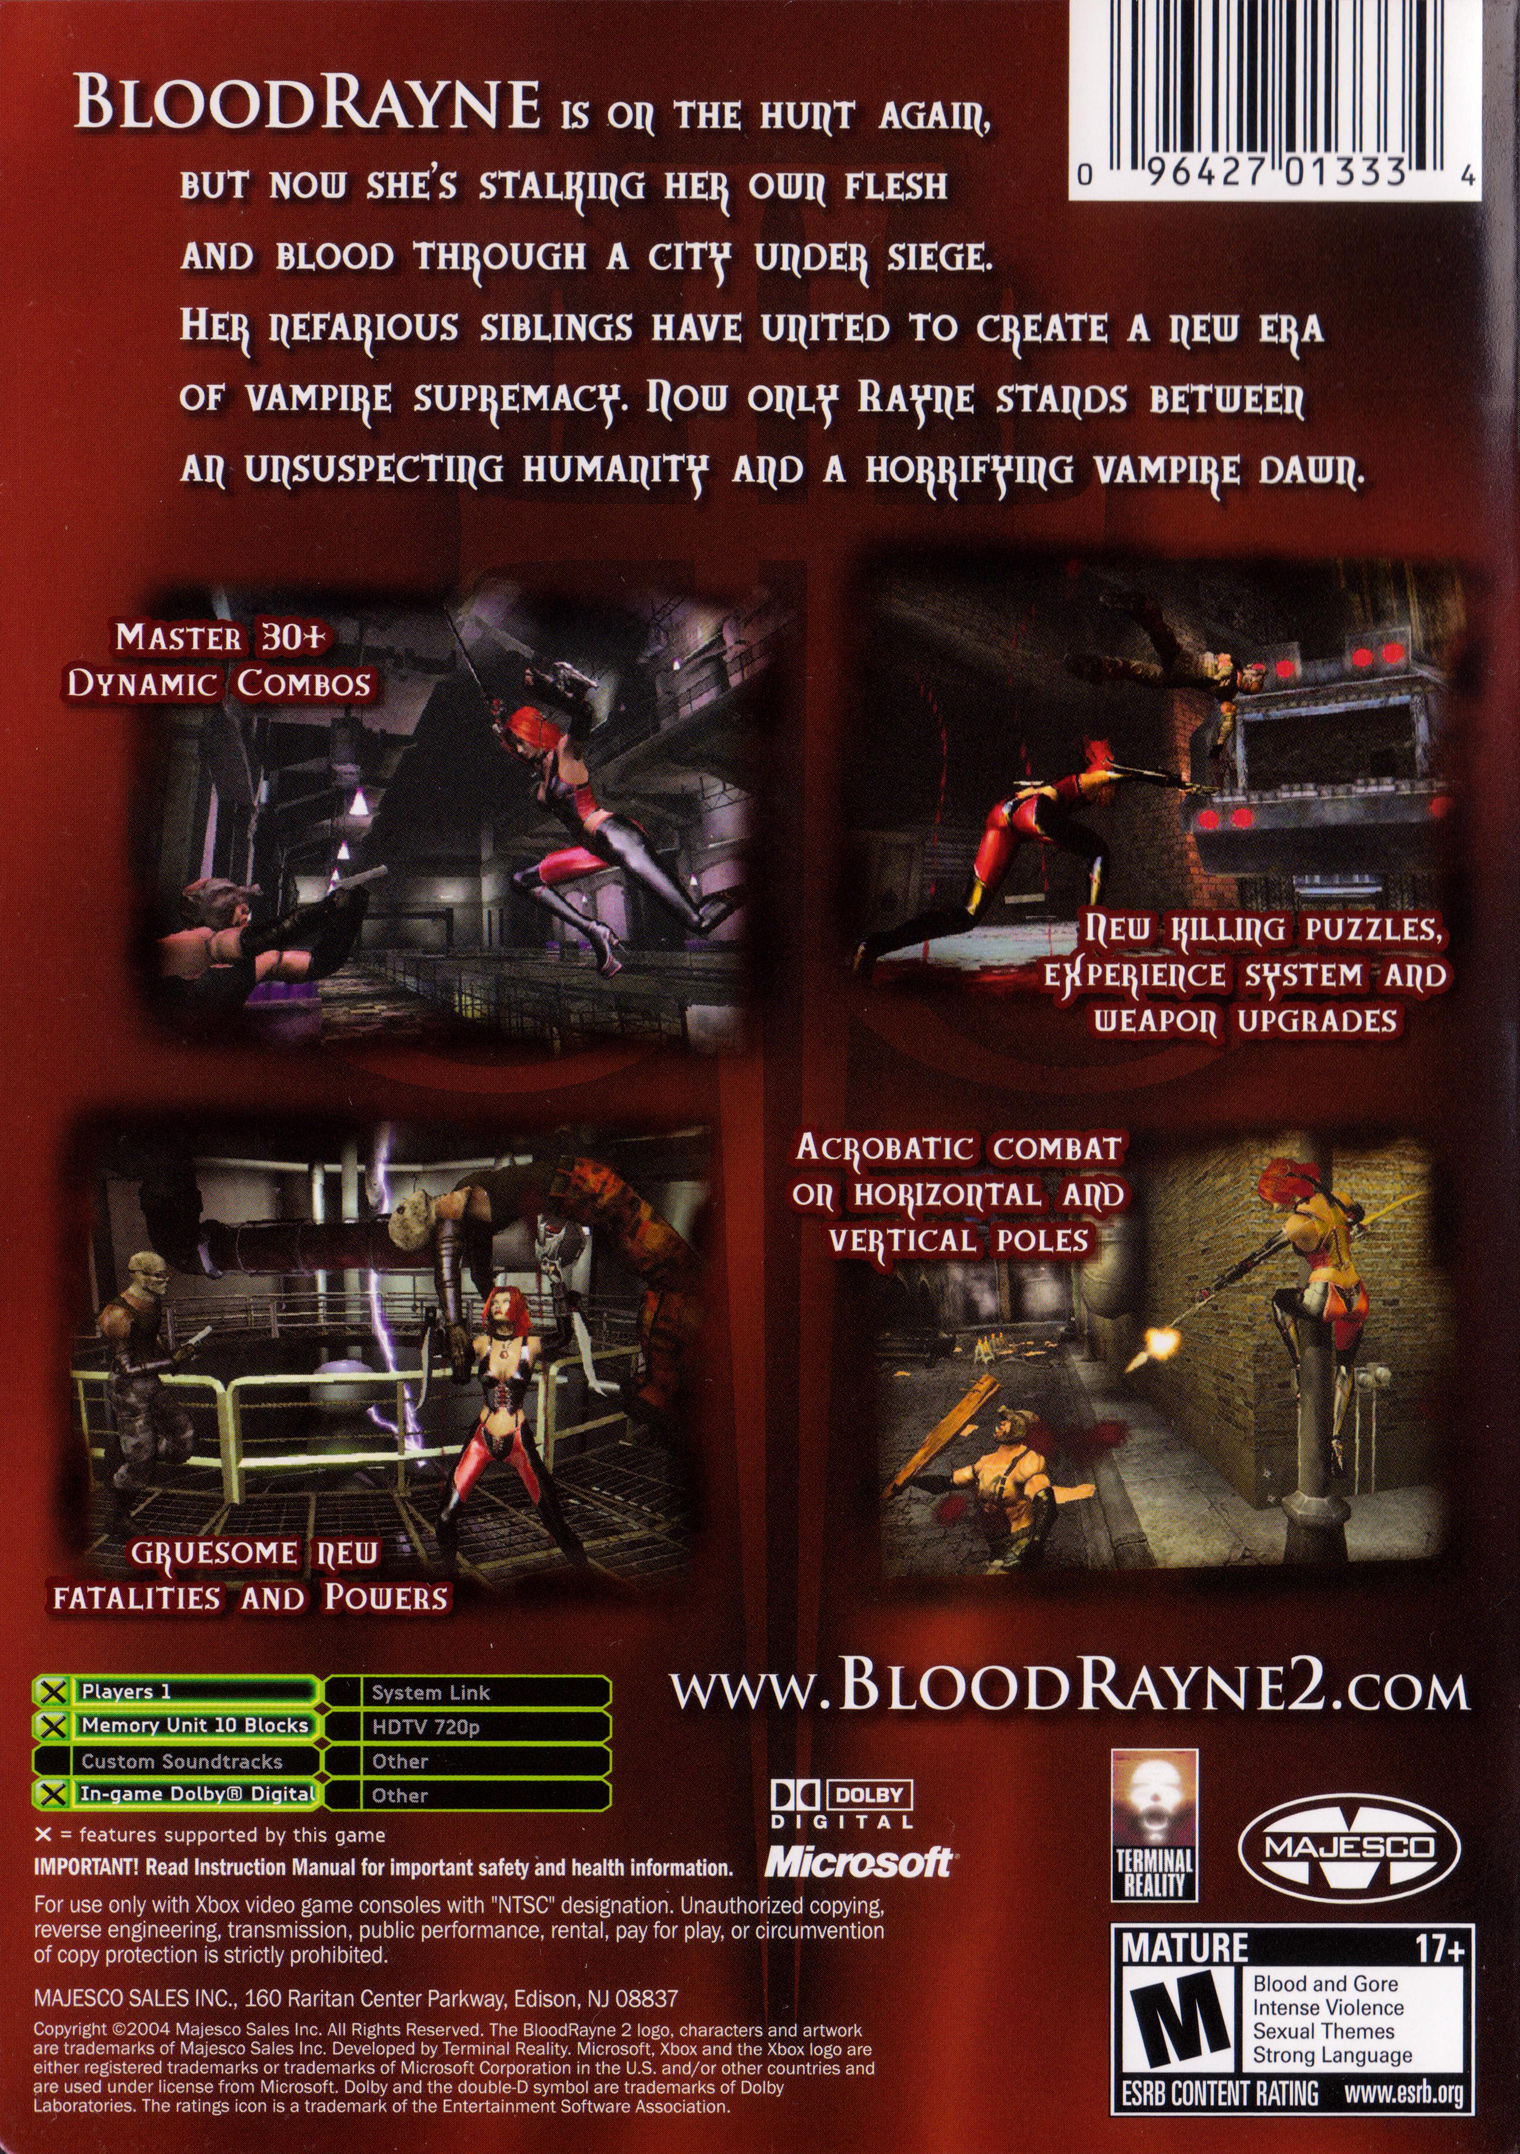 BloodRayne is on the hunt again,
but now she's stalking her own flesh
and blood through a city under siege.
Her nefarious siblings have united to create a new era
of vampire supremacy. Now only Rayne stands between
an unsuspecting humanity and a horrifying vampire dawn.
0 96427 01333 4
Master 30+
Dynamic Combos
New killing puzzles,
experience system and
weapon upgrades
Acrobatic combat
on horizontal and
vertical poles
gruesome new
fatalities and Powers
www.BloodRayne2.com
Players 1
System Link
Memory Unit 10 Blocks
HDTV 720p
Custom Soundtracks
Other
In-game Dolby® Digital
Other
X = features supported by this game
IMPORTANT! Read Instruction Manual for important safety and health information.
DOLBY
DIGITAL
Microsoft
TERMINAL
REALITY
MAJESCO
For use only with Xbox video game consoles with "NTSC" designation. Unauthorized copying,
reverse engineering, transmission, public performance, rental, pay for play, or circumvention
of copy protection is strictly prohibited.
MAJESCO SALES INC., 160 Raritan Center Parkway, Edison, NJ 08837
Copyright ©2004 Majesco Sales Inc. All Rights Reserved. The BloodRayne 2 logo, characters and artwork
are trademarks of Majesco Sales Inc. Developed by Terminal Reality. Microsoft, Xbox and the Xbox logo are
either registered trademarks or trademarks of Microsoft Corporation in the U.S. and/or other countries and
are used under license from Microsoft. Dolby and the double-D symbol are trademarks of Dolby
Laboratories. The ratings icon is a trademark of the Entertainment Software Association.
MATURE 17+
M
Blood and Gore
Intense Violence
Sexual Themes
Strong Language
ESRB CONTENT RATING www.esrb.org